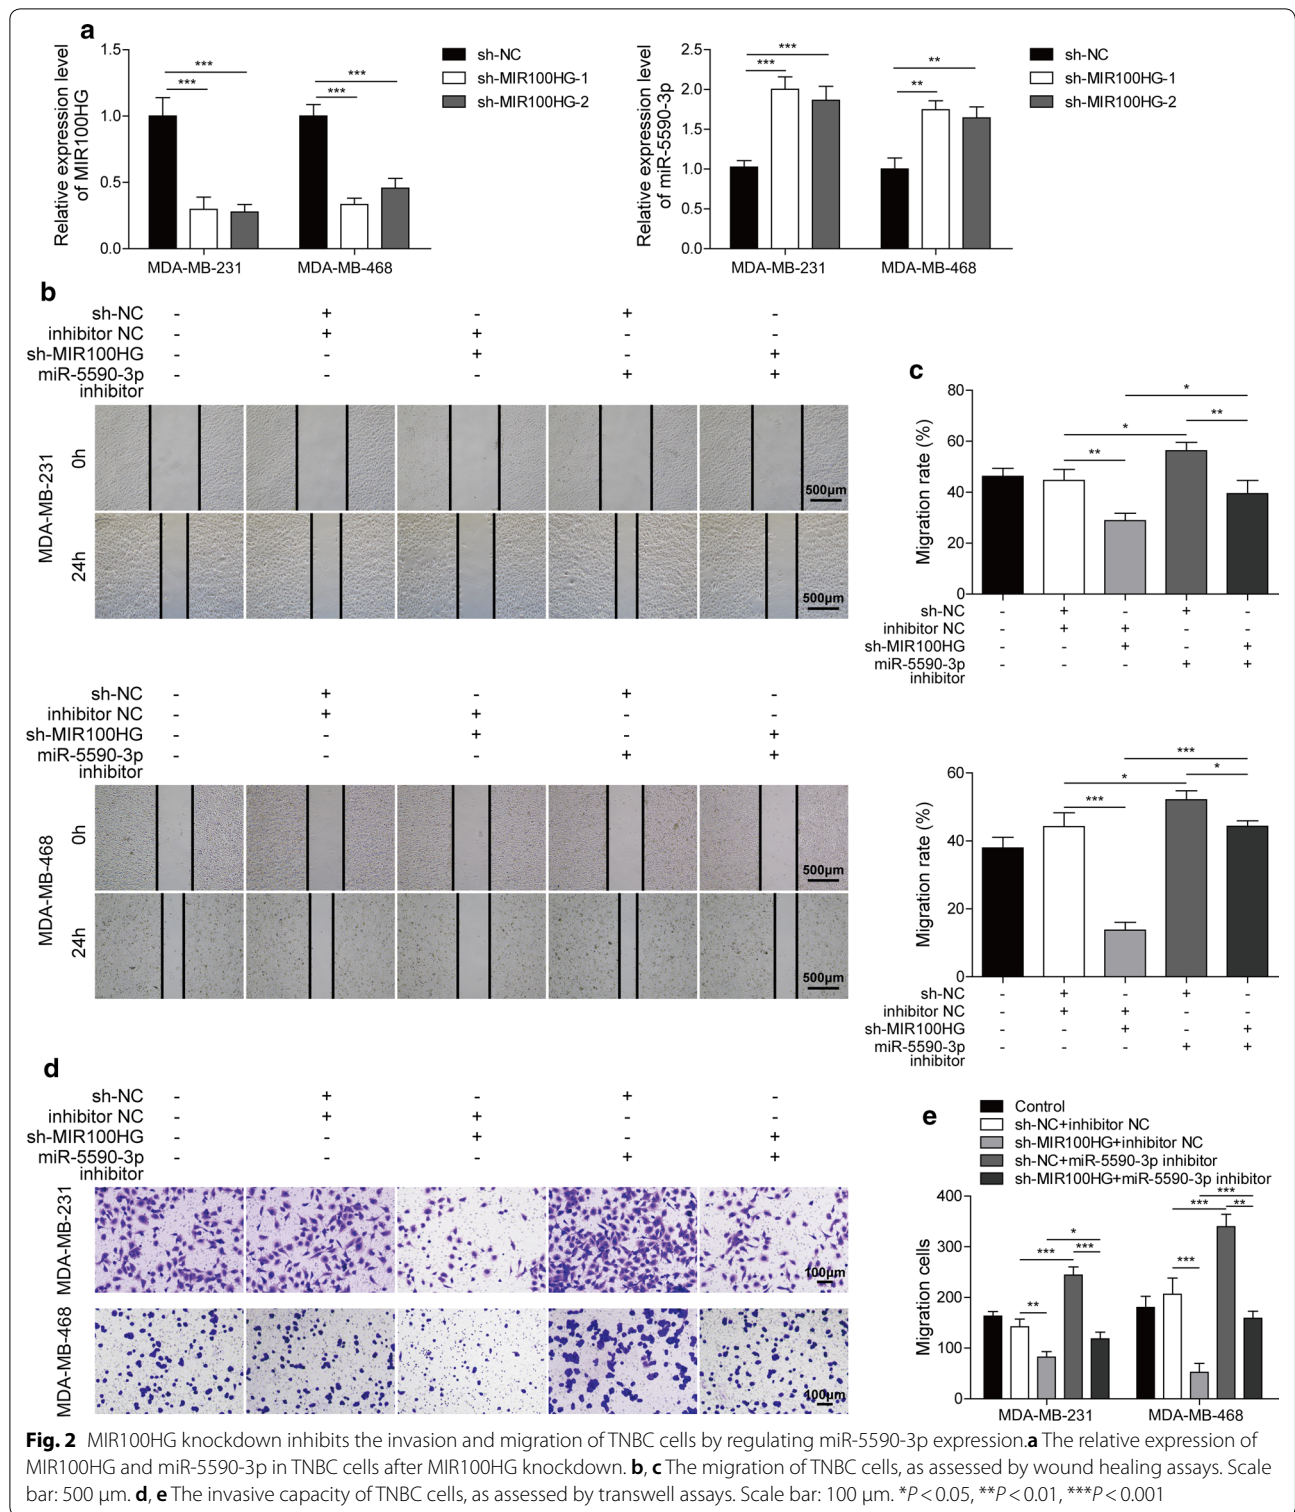 a
Relative expression level
of MIR100HG
1.5
1.0
0.5
0.0
***
***
***
***
MDA-MB-231
MDA-MB-468
sh-NC
sh-MIR100HG-1
sh-MIR100HG-2
Relative expression level
of miR-5590-3p
2.5
2.0
1.5
1.0
0.5
0.0
***
***
**
**
MDA-MB-231
MDA-MB-468
sh-NC
sh-MIR100HG-1
sh-MIR100HG-2
b
sh-NC - + - + -
inhibitor NC - + + - -
sh-MIR100HG - - + - +
miR-5590-3p - - - + +
inhibitor
MDA-MB-231
0h
500μm
24h
500μm
sh-NC - + - + -
inhibitor NC - + + - -
sh-MIR100HG - - + - +
miR-5590-3p - - - + +
inhibitor
MDA-MB-468
0h
500μm
24h
500μm
c
Migration rate (%)
80
60
40
20
0
*
**
*
**
sh-NC - + - + -
inhibitor NC - + + - -
sh-MIR100HG - - + - +
miR-5590-3p - - - + +
inhibitor
Migration rate (%)
60
40
20
0
***
*
*
***
sh-NC - + - + -
inhibitor NC - + + - -
sh-MIR100HG - - + - +
miR-5590-3p - - - + +
inhibitor
d
sh-NC - + - + -
inhibitor NC - + + - -
sh-MIR100HG - - + - +
miR-5590-3p - - - + +
inhibitor
MDA-MB-231
100μm
MDA-MB-468
100μm
e
Control
sh-NC+inhibitor NC
sh-MIR100HG+inhibitor NC
sh-NC+miR-5590-3p inhibitor
sh-MIR100HG+miR-5590-3p inhibitor
Migration cells
400
300
200
100
0
*
***
***
**
***
***
**
***
MDA-MB-231
MDA-MB-468
Fig. 2 MIR100HG knockdown inhibits the invasion and migration of TNBC cells by regulating miR-5590-3p expression.a The relative expression of
MIR100HG and miR-5590-3p in TNBC cells after MIR100HG knockdown. b, c The migration of TNBC cells, as assessed by wound healing assays. Scale
bar: 500 μm. d, e The invasive capacity of TNBC cells, as assessed by transwell assays. Scale bar: 100 μm. *P < 0.05, **P < 0.01, ***P < 0.001